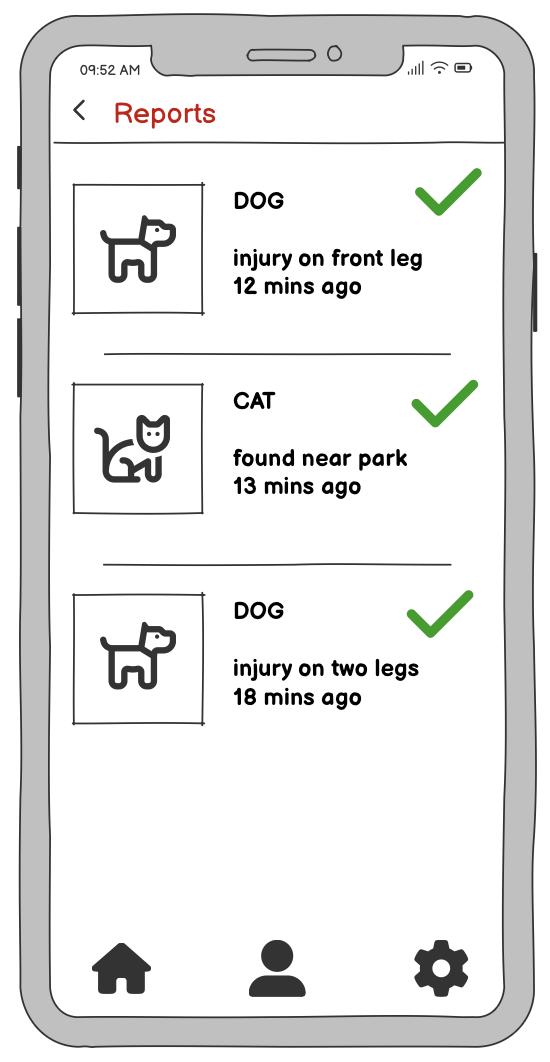 09:52 AM
Reports
DOG
injury on front leg
12 mins ago
CAT
found near park
13 mins ago
DOG
injury on two legs
18 mins ago